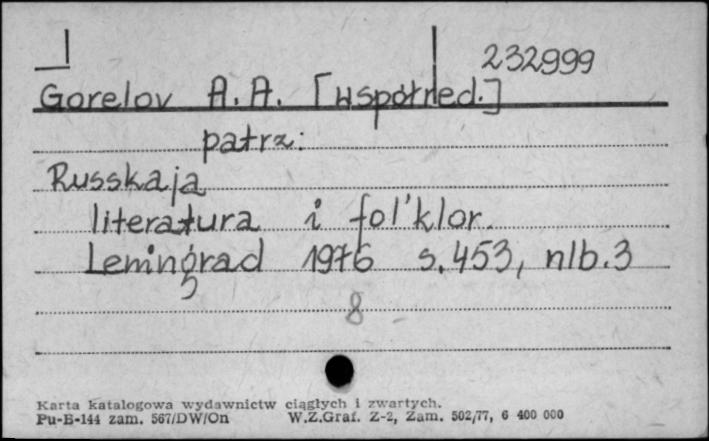 232999
Gorelov A.A. [współred.]
patrz:
Russkaja
literatura i fol'klor.
Leningrad 1976 s.453, nlb.3
8
Karta katalogowa wydawnictw ciągłych i zwartych.
Pu-B-144 zam. 567/DW/On W.Z.Graf. Z-2, Zam. 502/77, 6 400 000